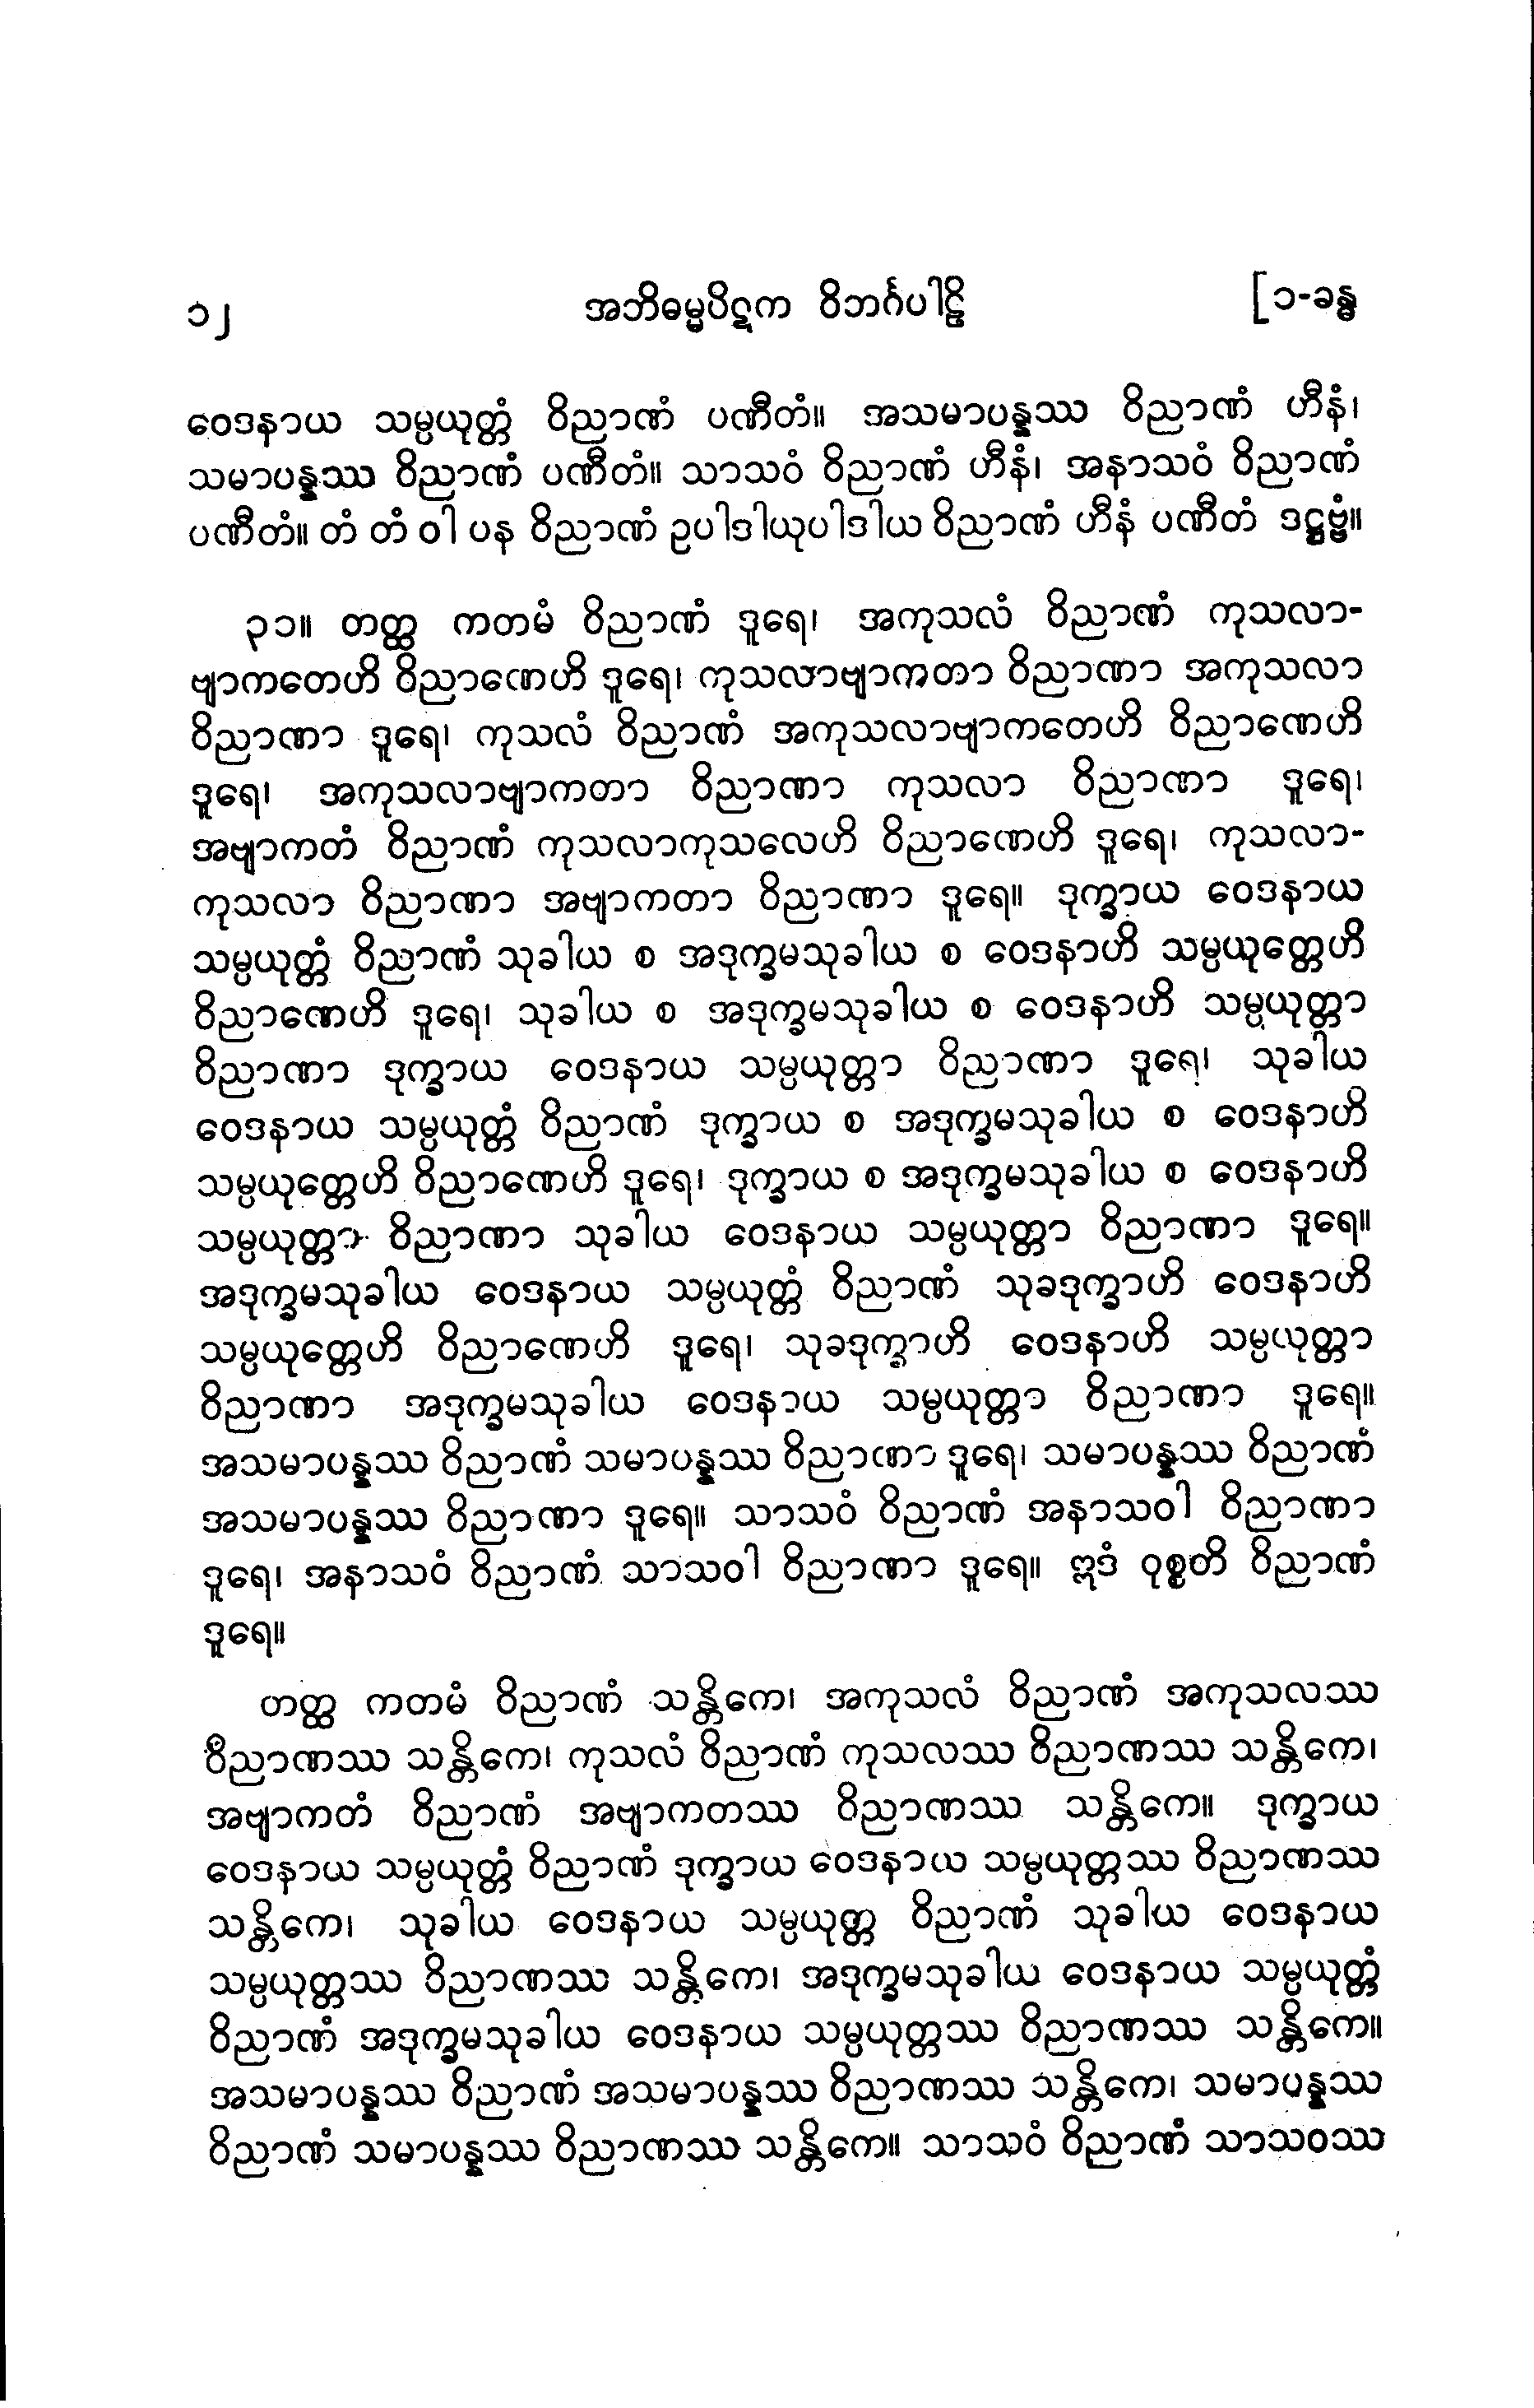 ၁၂ အဘိဓမ္မပိဋက ဝိဘင်္ဂပါဠိ [၁-ခန္ဓ
ဝေဒနာယ သမ္ပယုတ္တံ ဝိညာဏံ ပဏီတံ။ အသမာပန္နဿ ဝိညာဏံ ဟီနံ၊
သမာပန္နဿ ဝိညာဏံ ပဏီတံ။ သာသဝံ ဝိညာဏံ ဟီနံ၊ အနာသဝံ ဝိညာဏံ
ပဏီတံ။ တံ တံ ဝါ ပန ဝိညာဏံ ဥပါဒါယုပါဒါယ ဝိညာဏံ ဟီနံ ပဏီတံ ဒဋ္ဌဗ္ဗံ။
၃၁။ တတ္ထ ကတမံ ဝိညာဏံ ဒူရေ၊ အကုသလံ ဝိညာဏံ ကုသလာ-
ဗျာကတေဟိ ဝိညာဏေဟိ ဒူရေ၊ ကုသလာဗျာကတာ ဝိညာဏာ အကုသလာ
ဝိညာဏာ ဒူရေ၊ ကုသလံ ဝိညာဏံ အကုသလာဗျာကတေဟိ ဝိညာဏေဟိ
ဒူရေ၊ အကုသလာဗျာကတာ ဝိညာဏာ ကုသလာ ဝိညာဏာ ဒူရေ၊
အဗျာကတံ ဝိညာဏံ ကုသလာကုသလေဟိ ဝိညာဏေဟိ ဒူရေ၊ ကုသလာ-
ကုသလာ ဝိညာဏာ အဗျာကတာ ဝိညာဏာ ဒူရေ။ ဒုက္ခာယ ဝေဒနာယ
သမ္ပယုတ္တံ ဝိညာဏံ သုခါယ စ အဒုက္ခမသုခါယ စ ဝေဒနာဟိ သမ္ပယုတ္တေဟိ
ဝိညာဏေဟိ ဒူရေ၊ သုခါယ စ အဒုက္ခမသုခါယ စ ဝေဒနာဟိ သမ္ပယုတ္တာ
ဝိညာဏာ ဒုက္ခာယ ဝေဒနာယ သမ္ပယုတ္တာ ဝိညာဏာ ဒူရေ၊ သုခါယ
ဝေဒနာယ သမ္ပယုတ္တံ ဝိညာဏံ ဒုက္ခာယ စ အဒုက္ခမသုခါယ စ ဝေဒနာဟိ
သမ္ပယုတ္တေဟိ ဝိညာဏေဟိ ဒူရေ၊ ဒုက္ခာယ စ အဒုက္ခမသုခါယ စ ဝေဒနာဟိ
သမ္ပယုတ္တာ ဝိညာဏာ သုခါယ ဝေဒနာယ သမ္ပယုတ္တာ ဝိညာဏာ ဒူရေ။
အဒုက္ခမသုခါယ ဝေဒနာယ သမ္ပယုတ္တံ ဝိညာဏံ သုခဒုက္ခာဟိ ဝေဒနာဟိ
သမ္ပယုတ္တေဟိ ဝိညာဏေဟိ ဒူရေ၊ သုခဒုက္ခာဟိ ဝေဒနာဟိ သမ္ပယုတ္တာ
ဝိညာဏာ အဒုက္ခမသုခါယ ဝေဒနာယ သမ္ပယုတ္တာ ဝိညာဏာ ဒူရေ။
အသမာပန္နဿ ဝိညာဏံ သမာပန္နဿ ဝိညာဏာ ဒူရေ၊ သမာပန္နဿ ဝိညာဏံ
အသမာပန္နဿ ဝိညာဏာ ဒူရေ။ သာသဝံ ဝိညာဏံ အနာသဝါ ဝိညာဏာ
ဒူရေ၊ အနာသဝံ ဝိညာဏံ သာသဝါ ဝိညာဏာ ဒူရေ။ ဣဒံ ဝုစ္စတိ ဝိညာဏံ
ဒူရေ။
တတ္ထ ကတမံ ဝိညာဏံ သန္တိကေ၊ အကုသလံ ဝိညာဏံ အကုသလဿ
ဝိညာဏဿ သန္တိကေ၊ ကုသလံ ဝိညာဏံ ကုသလဿ ဝိညာဏဿ သန္တိကေ၊
အဗျာကတံ ဝိညာဏံ အဗျာကတဿ ဝိညာဏဿ သန္တိကေ။ ဒုက္ခာယ
ဝေဒနာယ သမ္ပယုတ္တံ ဝိညာဏံ ဒုက္ခာယ ဝေဒနာယ သမ္ပယုတ္တဿ ဝိညာဏဿ
သန္တိကေ၊ သုခါယ ဝေဒနာယ သမ္ပယုတ္တ ဝိညာဏံ သုခါယ ဝေဒနာယ
သမ္ပယုတ္တဿ ဝိညာဏဿ သန္တိကေ၊ အဒုက္ခမသုခါယ ဝေဒနာယ သမ္ပယုတ္တံ
ဝိညာဏံ အဒုက္ခမသုခါယ ဝေဒနာယ သမ္ပယုတ္တဿ ဝိညာဏဿ သန္တိကေ။
အသမာပန္နဿ ဝိညာဏံ အသမာပန္နဿ ဝိညာဏဿ သန္တိကေ၊ သမာပန္နဿ
ဝိညာဏံ သမာပန္နဿ ဝိညာဏဿ သန္တိကေ။ သာသဝံ ဝိညာဏံ သာသဝဿ